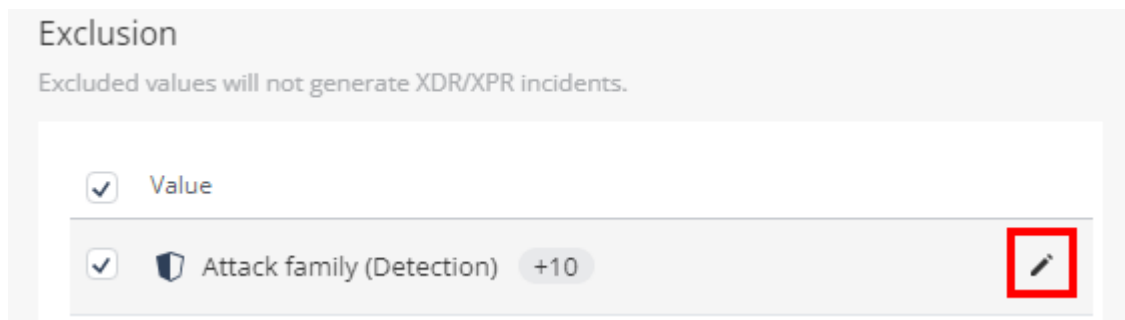 Exclusion
Excluded values will not generate XDR/XPR incidents.
Value
Attack family (Detection) +10